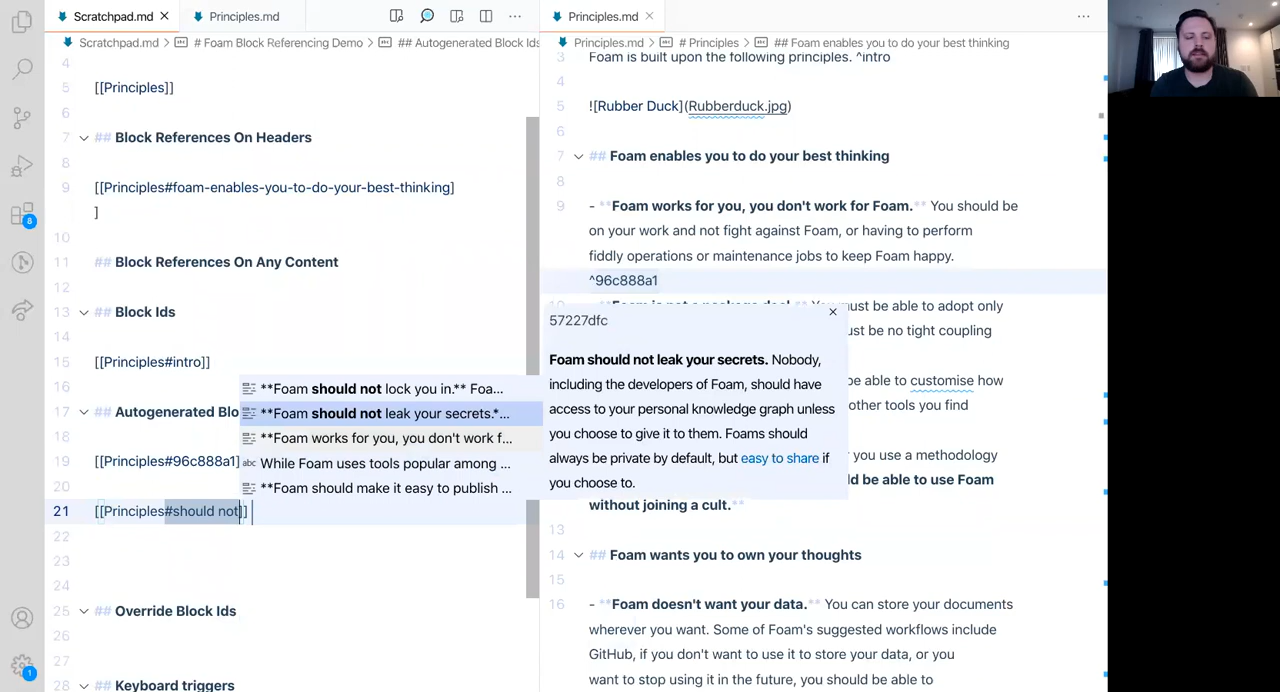 Scratchpad.md
Principles.md
Principles.md
Scratchpad.md > # Foam Block Referencing Demo > ## Autogenerated Block Ids
Principles.md > # Principles > ## Foam enables you to do your best thinking
4
5 [[Principles]]
6
7 ## Block References On Headers
8
9 [[Principles#foam-enables-you-to-do-your-best-thinking]
]
10
11 ## Block References On Any Content
12
13 ## Block Ids
14
15 [[Principles#intro]]
16
17 ## Autogenerated Blo
18
19 [[Principles#96c888a1]
20
21 [[Principles#should not]]
22
23
24
25 ## Override Block Ids
26
27
28 ## Keyboard triggers
**Foam should not lock you in.** Foa...
**Foam should not leak your secrets.*...
**Foam works for you, you don't work f...
abc While Foam uses tools popular among ...
**Foam should make it easy to publish ...
57227dfc
Foam should not leak your secrets. Nobody,
including the developers of Foam, should have
access to your personal knowledge graph unless
you choose to give it to them. Foams should
always be private by default, but easy to share if
you choose to.
3 Foam is built upon the following principles. ^intro
4
5 ![Rubber Duck](Rubberduck.jpg)
6
7 ## Foam enables you to do your best thinking
8
9 - **Foam works for you, you don't work for Foam.** You should be
on your work and not fight against Foam, or having to perform
fiddly operations or maintenance jobs to keep Foam happy.
^96c888a1
ust be able to adopt only
ust be no tight coupling
be able to customise how
other tools you find
r you use a methodology
ld be able to use Foam
without joining a cult.**
13
14 ## Foam wants you to own your thoughts
15
16 - **Foam doesn't want your data.** You can store your documents
wherever you want. Some of Foam's suggested workflows include
GitHub, if you don't want to use it to store your data, or you
want to stop using it in the future, you should be able to
8
1